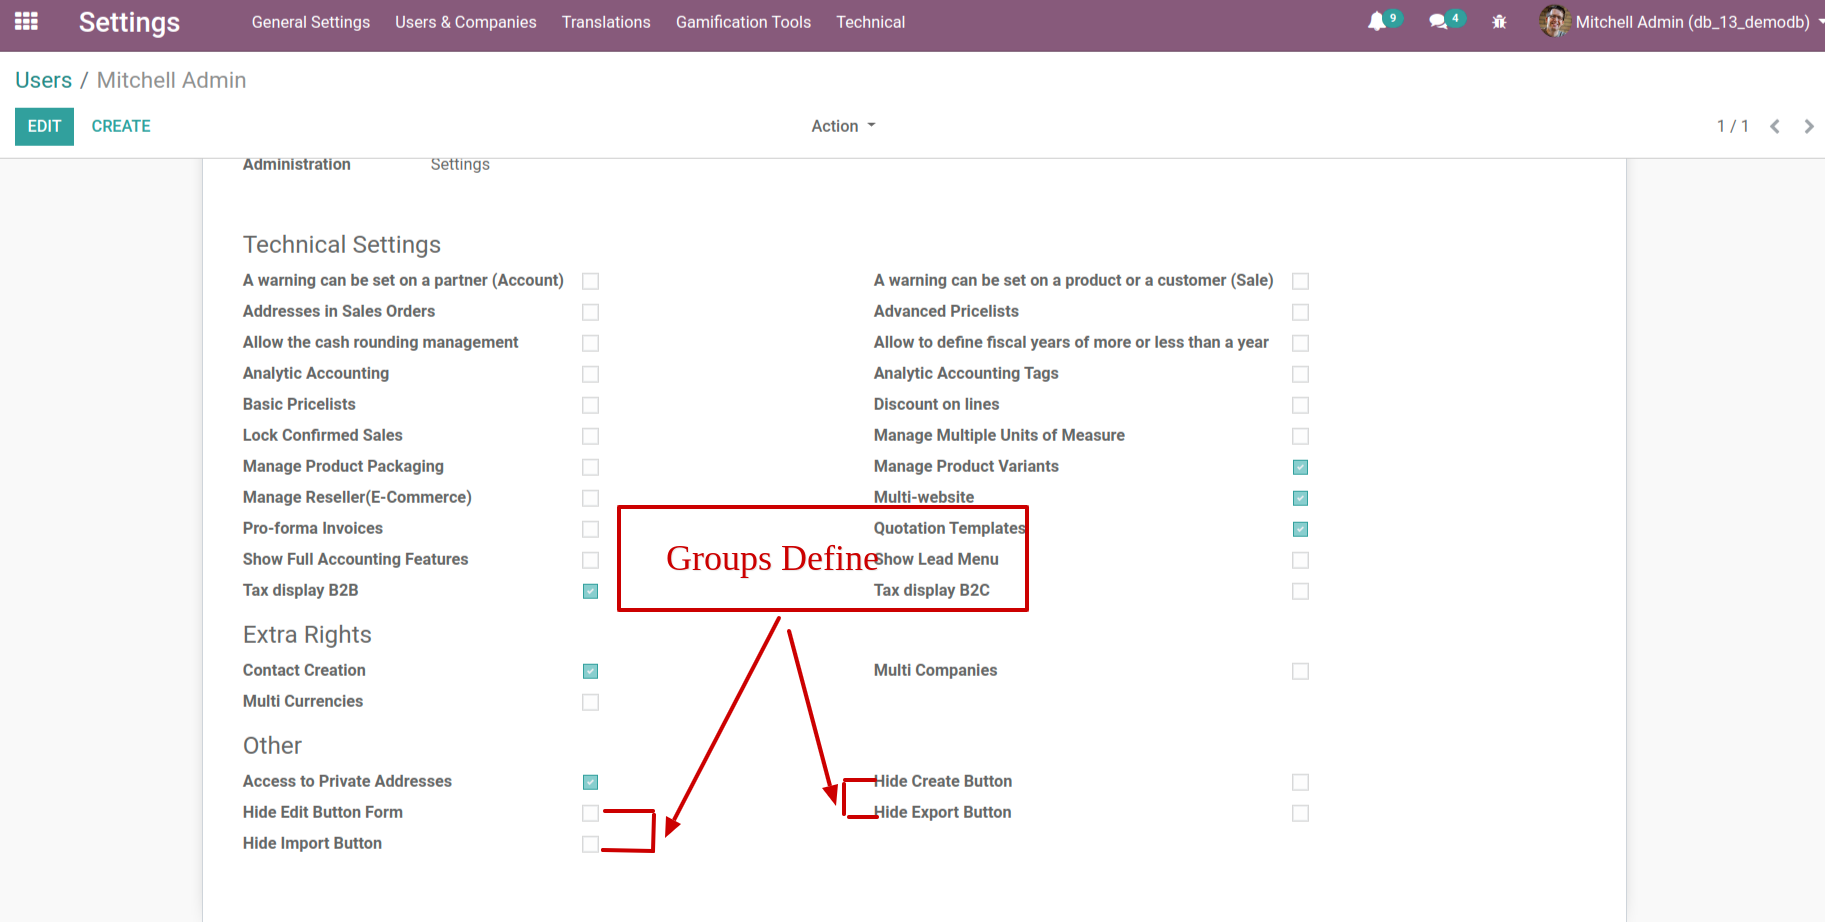 Settings General Settings Users & Companies Translations Gamification Tools Technical 9 4 Mitchell Admin (db_13_demodb)
Users / Mitchell Admin
EDIT CREATE Action 1 / 1
Administration Settings
Technical Settings
A warning can be set on a partner (Account) A warning can be set on a product or a customer (Sale)
Addresses in Sales Orders Advanced Pricelists
Allow the cash rounding management Allow to define fiscal years of more or less than a year
Analytic Accounting Analytic Accounting Tags
Basic Pricelists Discount on lines
Lock Confirmed Sales Manage Multiple Units of Measure
Manage Product Packaging Manage Product Variants
Manage Reseller(E-Commerce) Multi-website
Pro-forma Invoices Quotation Templates
Groups Define
Show Full Accounting Features Show Lead Menu
Tax display B2B Tax display B2C
Extra Rights
Contact Creation Multi Companies
Multi Currencies
Other
Access to Private Addresses Hide Create Button
Hide Edit Button Form Hide Export Button
Hide Import Button